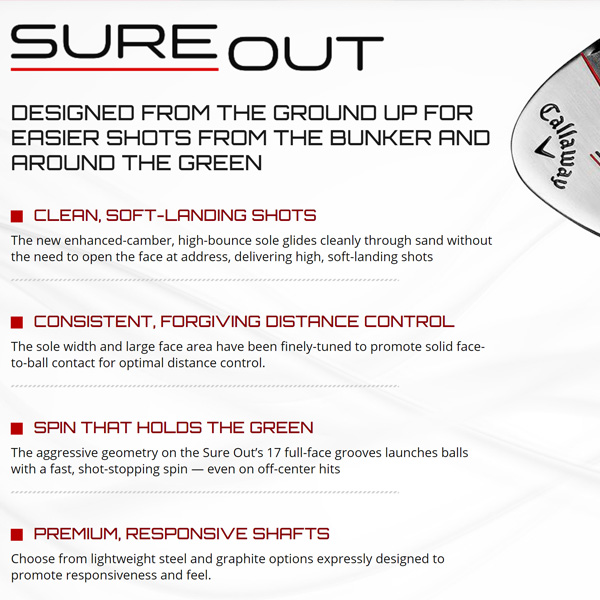 SURE OUT
DESIGNED FROM THE GROUND UP FOR
EASIER SHOTS FROM THE BUNKER AND
AROUND THE GREEN
Callaway
CLEAN, SOFT-LANDING SHOTS
The new enhanced-camber, high-bounce sole glides cleanly through sand without
the need to open the face at address, delivering high, soft-landing shots
CONSISTENT, FORGIVING DISTANCE CONTROL
The sole width and large face area have been finely-tuned to promote solid face-
to-ball contact for optimal distance control.
SPIN THAT HOLDS THE GREEN
The aggressive geometry on the Sure Out's 17 full-face grooves launches balls
with a fast, shot-stopping spin — even on off-center hits
PREMIUM, RESPONSIVE SHAFTS
Choose from lightweight steel and graphite options expressly designed to
promote responsiveness and feel.